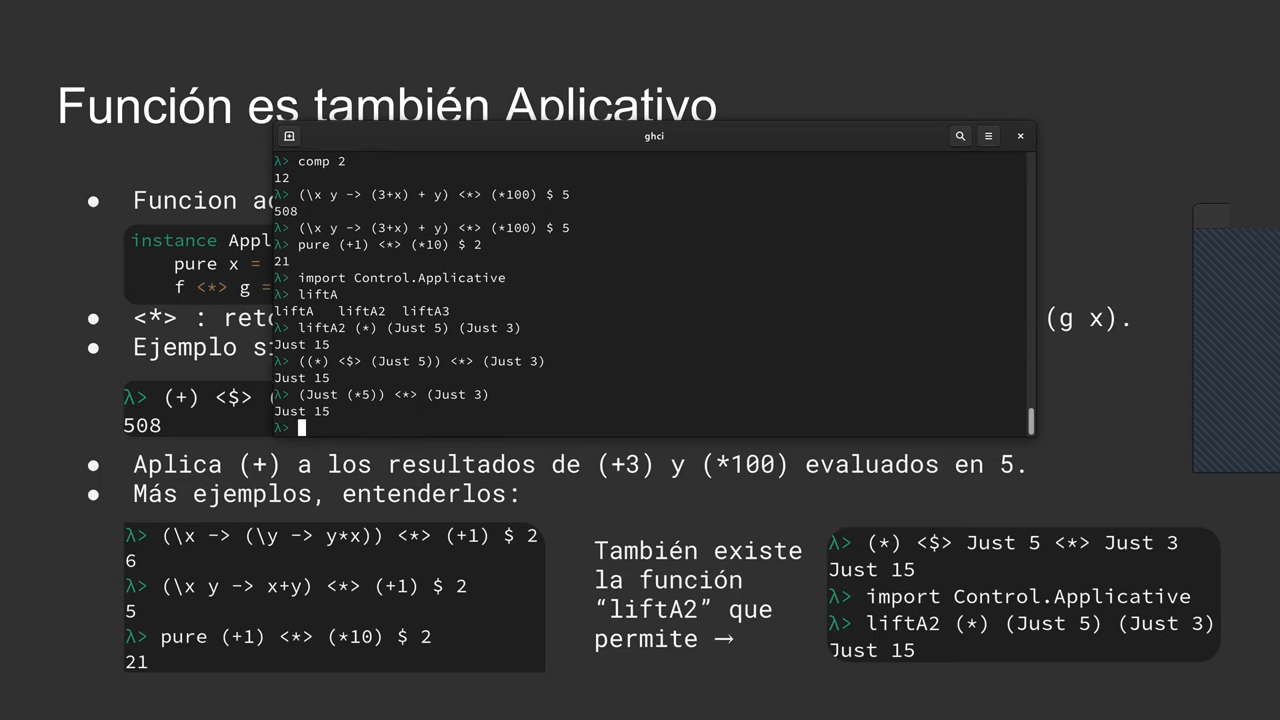 Función es también Aplicativo
ghci
λ> comp 2
12
λ> (\x y -> (3+x) + y) <*> (*100) $ 5
508
λ> (\x y -> (3+x) + y) <*> (*100) $ 5
λ> pure (+1) <*> (*10) $ 2
21
λ> import Control.Applicative
λ> liftA
liftA   liftA2  liftA3
λ> liftA2 (*) (Just 5) (Just 3)
Just 15
λ> ((*) <$> (Just 5)) <*> (Just 3)
Just 15
λ> (Just (*5)) <*> (Just 3)
Just 15
λ>
● Funcion
instance
pure x =
f <*> g =
● <*> : (g x).
● Ejemplo
λ> (+) <$>
508
● Aplica (+) a los resultados de (+3) y (*100) evaluados en 5.
● Más ejemplos, entenderlos:
λ> (\x -> (\y -> y*x)) <*> (+1) $ 2
6
λ> (\x y -> x+y) <*> (+1) $ 2
5
λ> pure (+1) <*> (*10) $ 2
21
También existe
la función
“liftA2” que
permite →
λ> (*) <$> Just 5 <*> Just 3
Just 15
λ> import Control.Applicative
λ> liftA2 (*) (Just 5) (Just 3)
Just 15